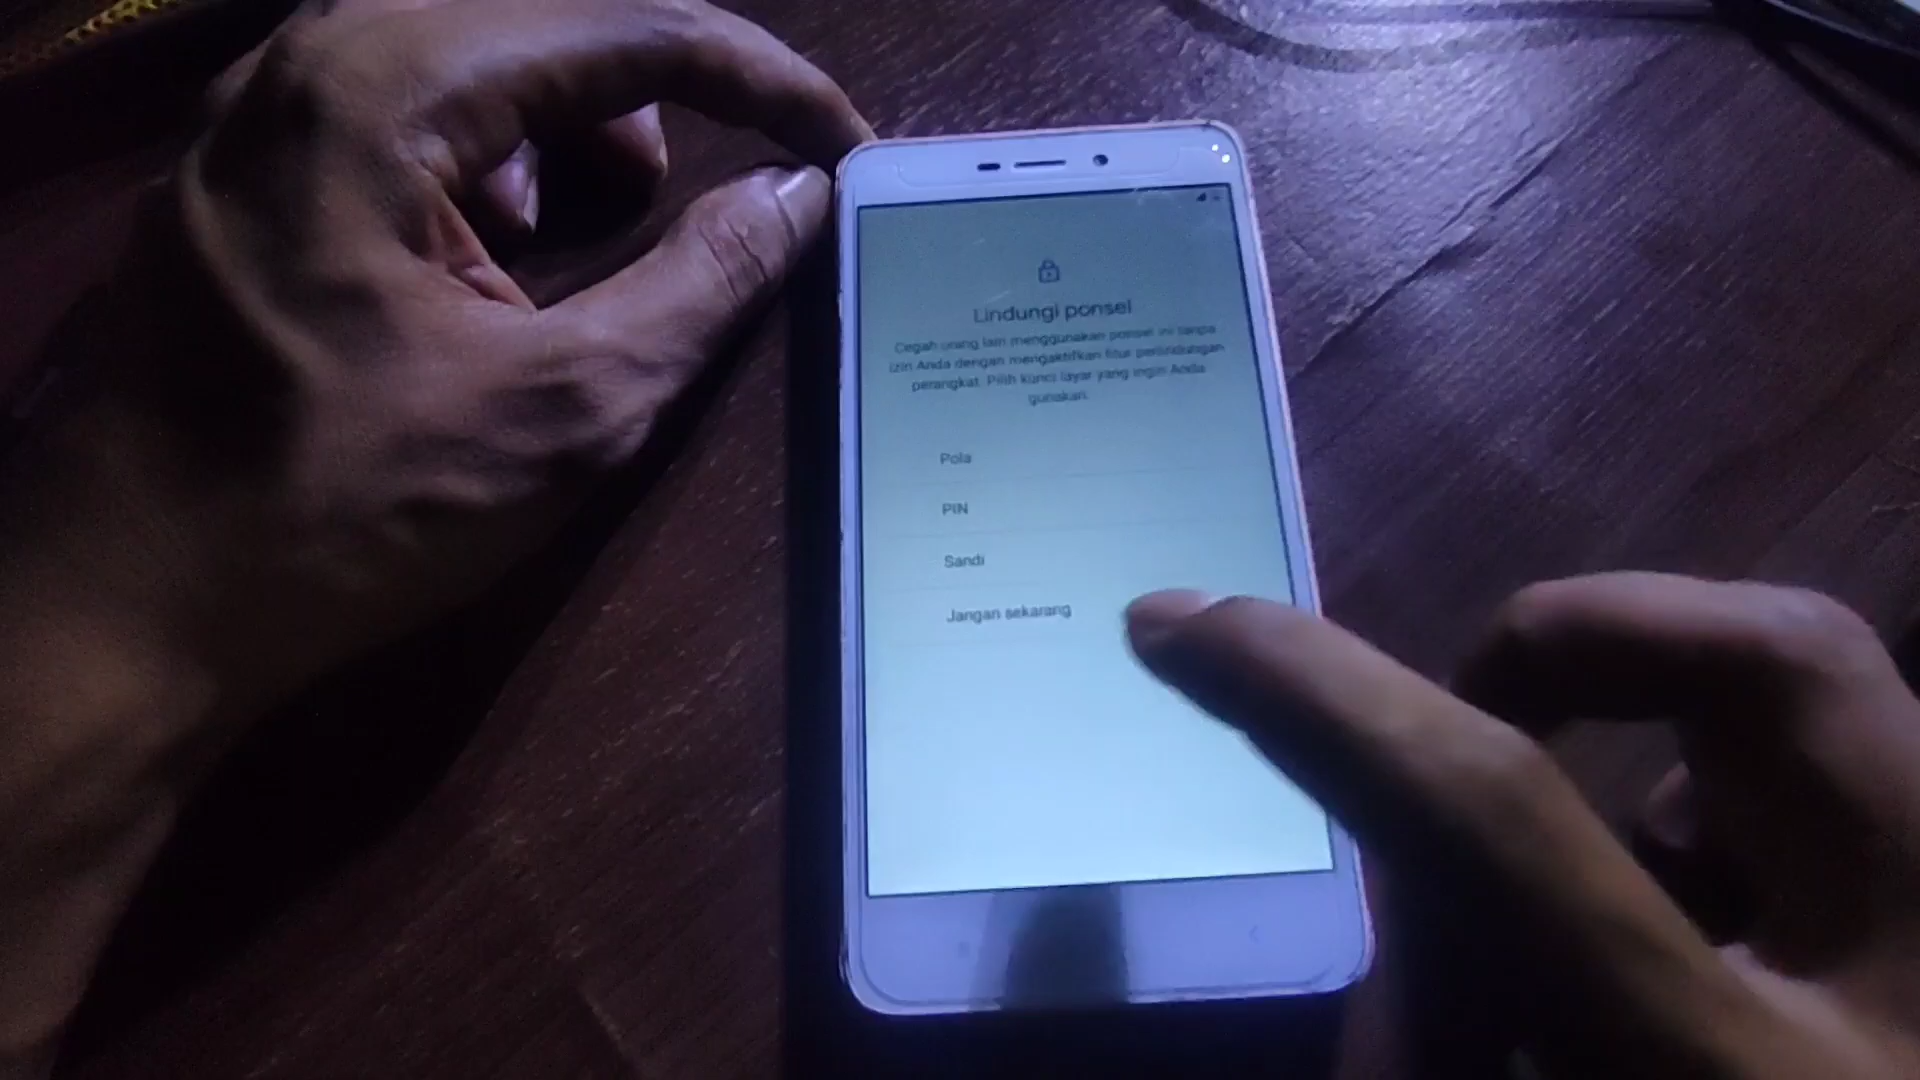 Lindungi ponsel
Cegah orang lain menggunakan ponsel ini tanpa
izin Anda dengan mengaktifkan fitur perlindungan
perangkat. Pilih kunci layar yang ingin Anda
gunakan.
Pola
PIN
Sandi
Jangan sekarang